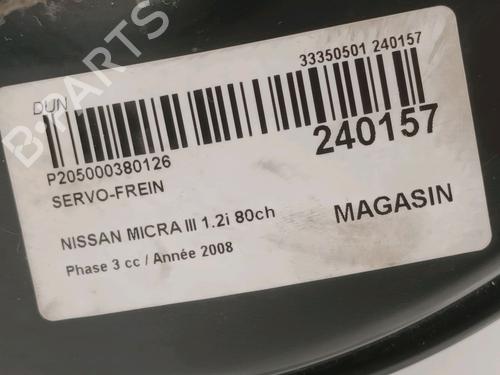 DUN
33350501 240157
P205000380126
240157
SERVO-FREIN
NISSAN MICRA III 1.2i 80ch
MAGASIN
Phase 3 cc / Année 2008
B-PARTS